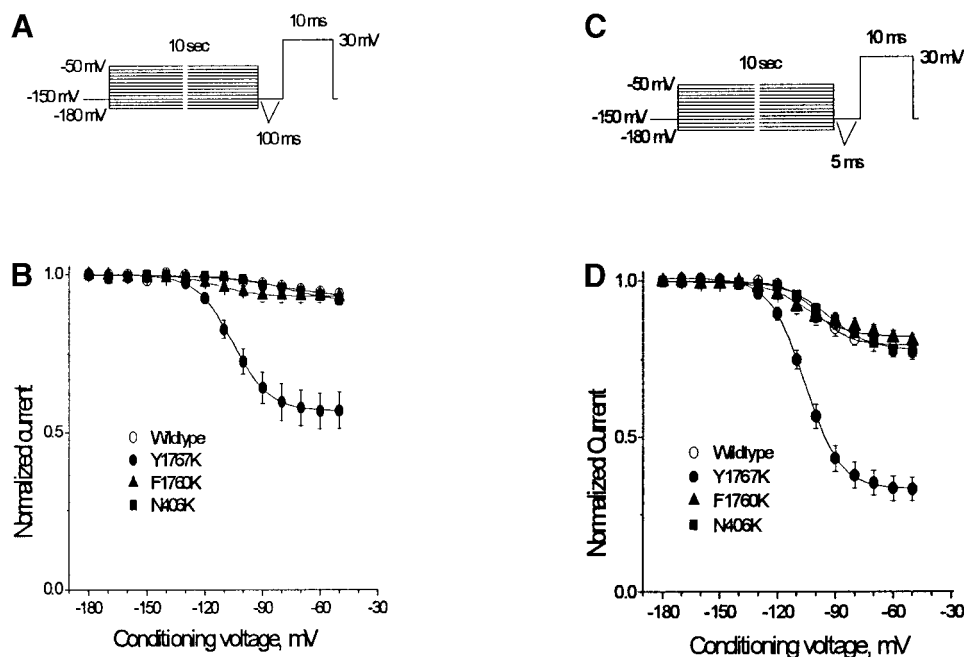 A
10 ms
30 mV
10 sec
-50 mV
-150 mV
-180 mV
100 ms
B
1.0
0.5
0.0
Normalized current
Wildtype
Y1767K
F1760K
N406K
-180 -150 -120 -90 -60 -30
Conditioning voltage, mV
C
10 ms
30 mV
10 sec
-50 mV
-150 mV
-180 mV
5 ms
D
1.0
0.5
0.0
Normalized Current
Wildtype
Y1767K
F1760K
N406K
-180 -150 -120 -90 -60 -30
Conditioning voltage, mV